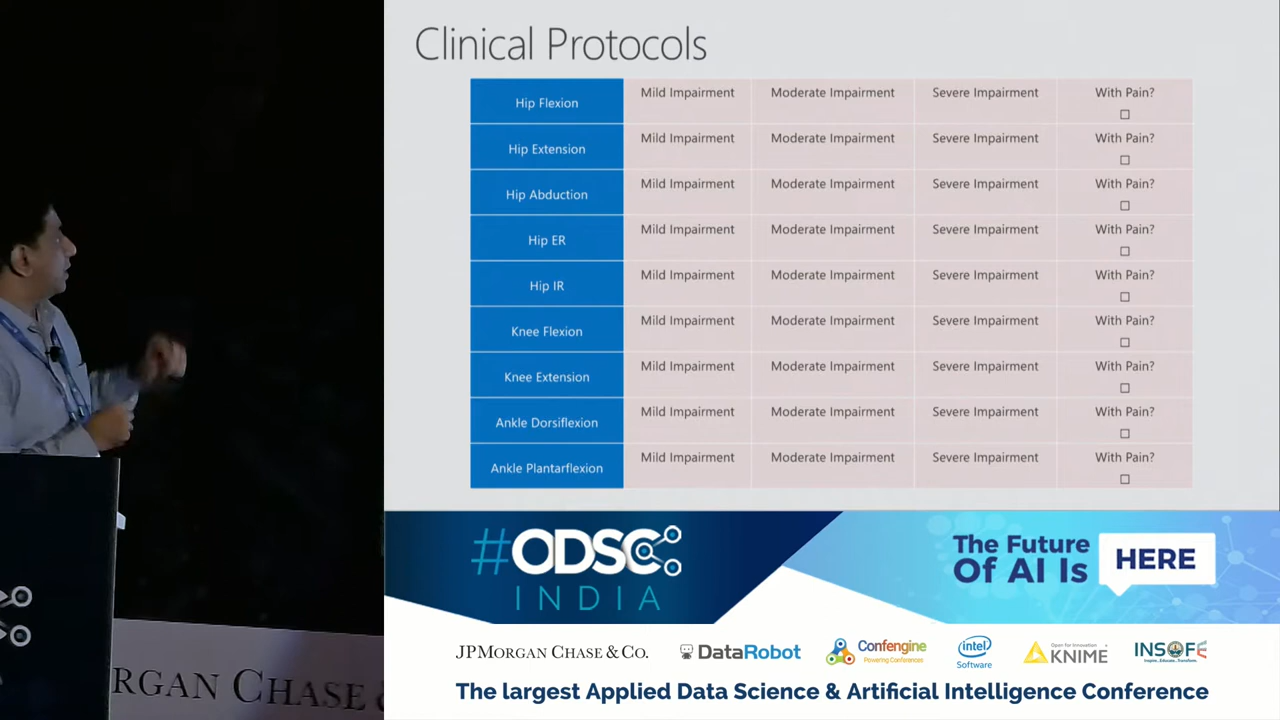 Clinical Protocols
Hip Flexion Mild Impairment Moderate Impairment Severe Impairment With Pain?
Hip Extension Mild Impairment Moderate Impairment Severe Impairment With Pain?
Hip Abduction Mild Impairment Moderate Impairment Severe Impairment With Pain?
Hip ER Mild Impairment Moderate Impairment Severe Impairment With Pain?
Hip IR Mild Impairment Moderate Impairment Severe Impairment With Pain?
Knee Flexion Mild Impairment Moderate Impairment Severe Impairment With Pain?
Knee Extension Mild Impairment Moderate Impairment Severe Impairment With Pain?
Ankle Dorsiflexion Mild Impairment Moderate Impairment Severe Impairment With Pain?
Ankle Plantarflexion Mild Impairment Moderate Impairment Severe Impairment With Pain?
#ODSC
INDIA
The Future
Of AI Is HERE
JPMORGAN CHASE & CO.
DataRobot
Confengine
Powering Conferences
intel
Software
Open for Innovation
KNIME
INSOFE
Inspire...Educate...Transform.
The largest Applied Data Science & Artificial Intelligence Conference
RGAN CHASE &